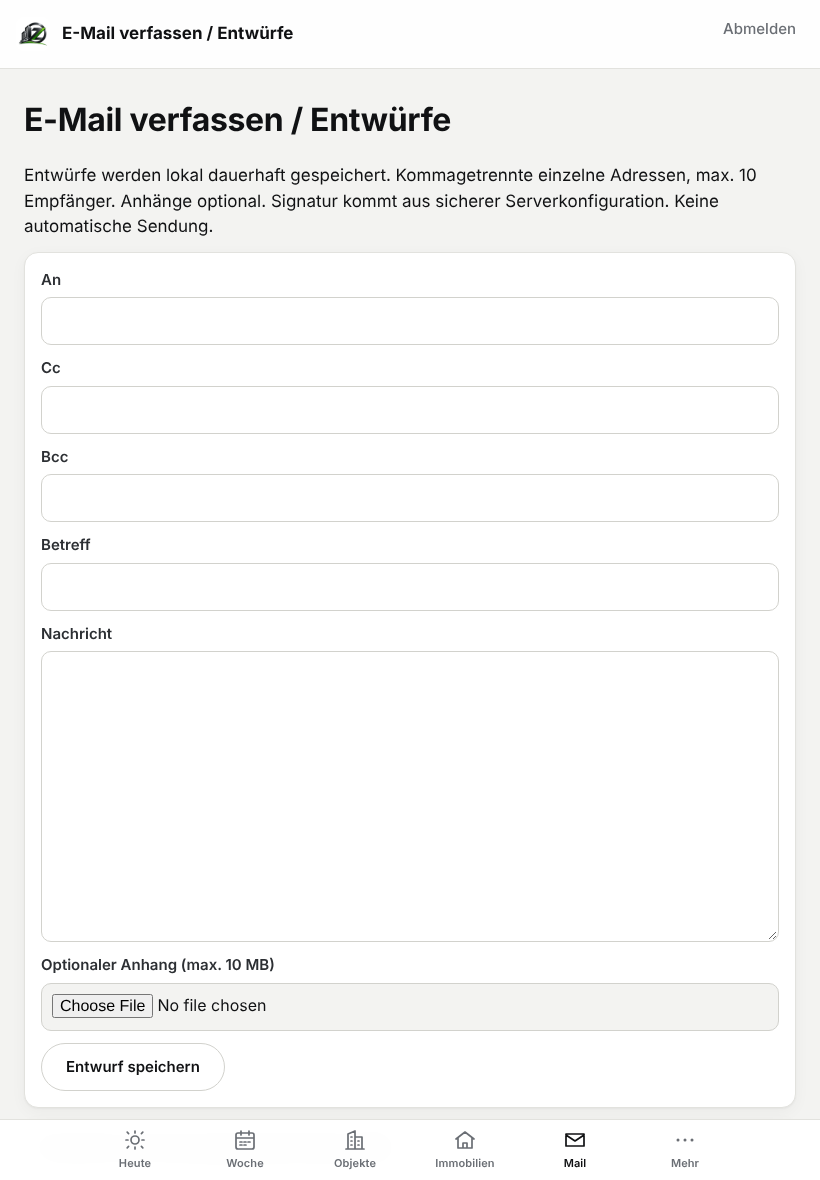 E-Mail verfassen / Entwürfe
Abmelden
E-Mail verfassen / Entwürfe
Entwürfe werden lokal dauerhaft gespeichert. Kommagetrennte einzelne Adressen, max. 10
Empfänger. Anhänge optional. Signatur kommt aus sicherer Serverkonfiguration. Keine
automatische Sendung.
An
Cc
Bcc
Betreff
Nachricht
Optionaler Anhang (max. 10 MB)
Choose File No file chosen
Entwurf speichern
Heute
Woche
Objekte
Immobilien
Mail
Mehr